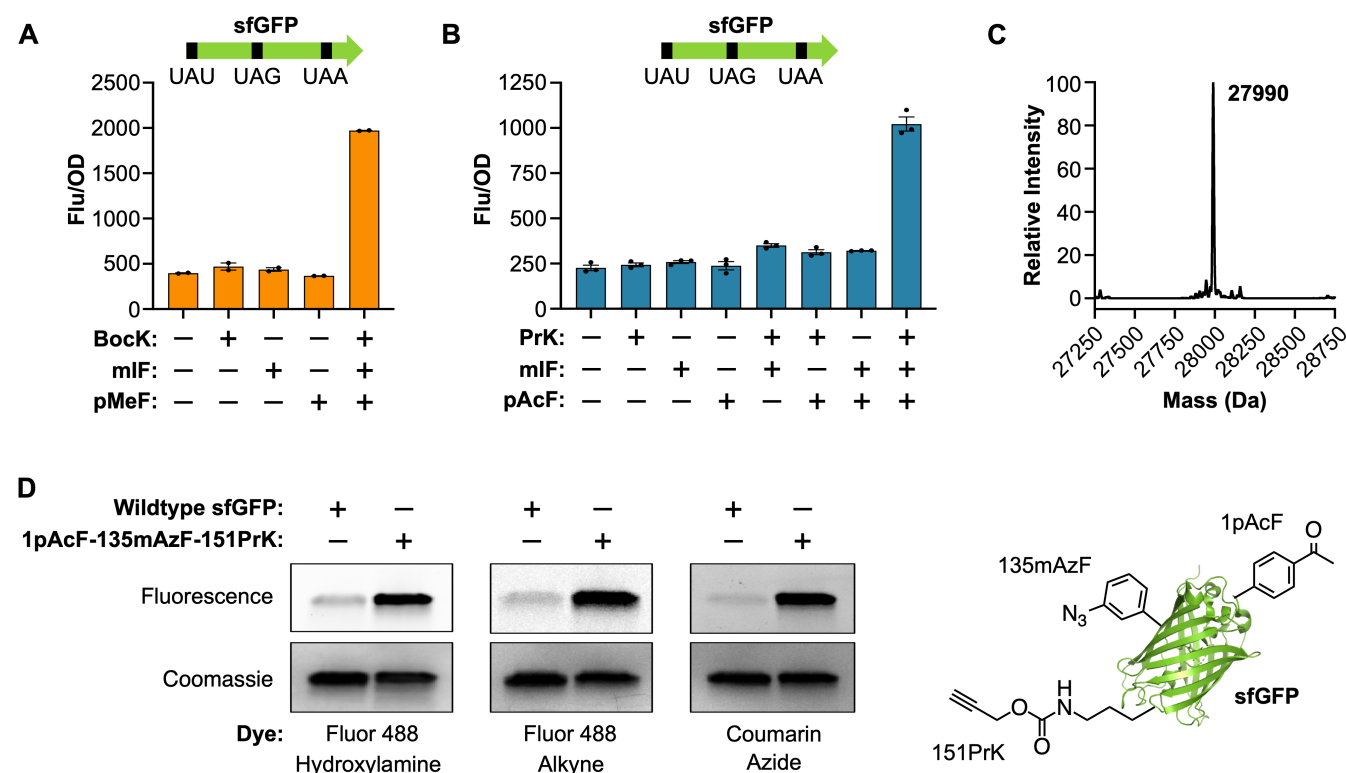 A
sfGFP
UAU UAG UAA
2500
2000
1500
1000
500
0
Flu/OD
BocK: — + — — +
mIF: — — + — +
pMeF: — — — + +
B
sfGFP
UAU UAG UAA
1250
1000
750
500
250
0
Flu/OD
PrK: — + — — + + — +
mIF: — — + — + — + +
pAcF: — — — + — + + +
C
100
80
60
40
20
0
Relative Intensity
27990
27250 27500 27750 28000 28250 28500 28750
Mass (Da)
D
Wildtype sfGFP: + — + — + —
1pAcF-135mAzF-151PrK: — + — + — +
Fluorescence
Coomassie
Dye:
Fluor 488
Hydroxylamine
Fluor 488
Alkyne
Coumarin
Azide
1pAcF
O
135mAzF
N3
sfGFP
H
N
O
O
151PrK